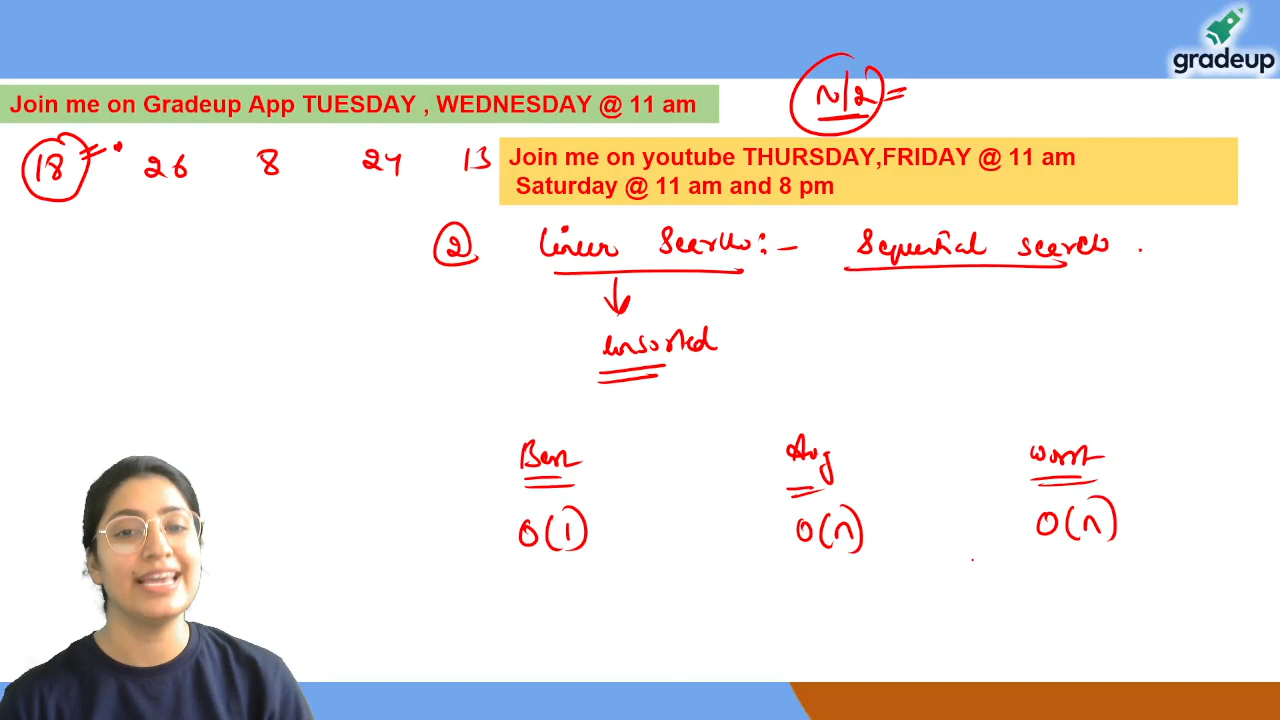 gradeup
N/2
Join me on Gradeup App TUESDAY , WEDNESDAY @ 11 am
18 26 8 24 13
Join me on youtube THURSDAY,FRIDAY @ 11 am
Saturday @ 11 am and 8 pm
2 Linear Search:- Sequential search.
unsorted
Best Avg Worst
O(1) O(n) O(n)